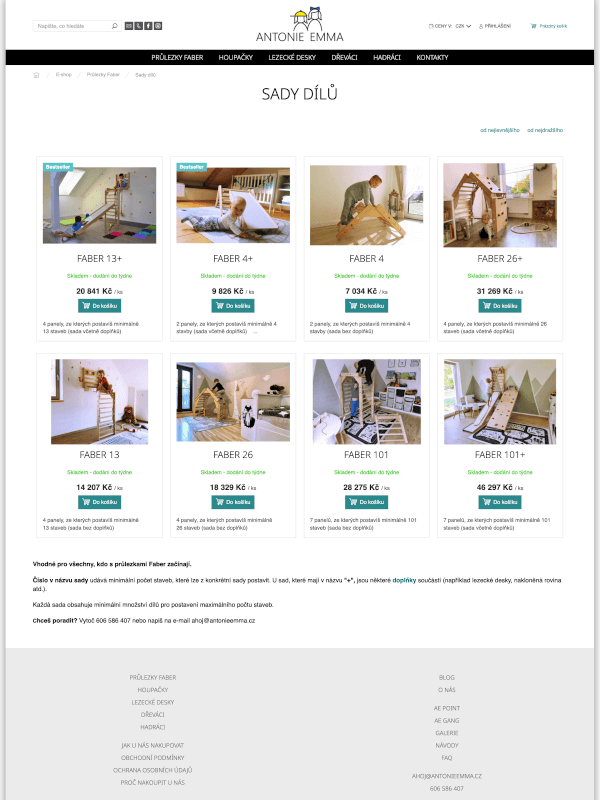 Napište, co hledáte
ANTONIE EMMA
CENY V: CZK
PŘIHLÁŠENÍ
Prázdný košík
PRŮLEZKY FABER HOUPAČKY LEZECKÉ DESKY DŘEVÁCI HADRÁCI KONTAKTY
E-shop / Průlezky Faber / Sady dílů
SADY DÍLŮ
od nejlevnějšího od nejdražšího
Bestseller
FABER 13+
Skladem - dodání do týdne
20 841 Kč / ks
Do košíku
4 panely, ze kterých postavíš minimálně
13 staveb (sada včetně doplňků)
Bestseller
FABER 4+
Skladem - dodání do týdne
9 826 Kč / ks
Do košíku
2 panely, ze kterých postavíš minimálně 4
stavby (sada včetně doplňků) ...
FABER 4
Skladem - dodání do týdne
7 034 Kč / ks
Do košíku
2 panely, ze kterých postavíš minimálně 4
stavby (sada bez doplňků)
FABER 26+
Skladem - dodání do týdne
31 269 Kč / ks
Do košíku
4 panely, ze kterých postavíš minimálně 26
staveb (sada včetně doplňků)
FABER 13
Skladem - dodání do týdne
14 207 Kč / ks
Do košíku
4 panely, ze kterých postavíš minimálně
13 staveb (sada bez doplňků)
FABER 26
Skladem - dodání do týdne
18 329 Kč / ks
Do košíku
4 panely, ze kterých postavíš minimálně
26 staveb (sada bez doplňků)
FABER 101
Skladem - dodání do týdne
28 275 Kč / ks
Do košíku
7 panelů, ze kterých postavíš minimálně 101
staveb (sada bez doplňků)
FABER 101+
Skladem - dodání do týdne
46 297 Kč / ks
Do košíku
7 panelů, ze kterých postavíš minimálně 101
staveb (sada včetně doplňků)
Vhodné pro všechny, kdo s průlezkami Faber začínají.
Číslo v názvu sady udává minimální počet staveb, které lze z konkrétní sady postavit. U sad, které mají v názvu "+", jsou některé doplňky součástí (například lezecké desky, nakloněná rovina
atd.).
Každá sada obsahuje minimální množství dílů pro postavení maximálního počtu staveb.
Chceš poradit? Vytoč 606 586 407 nebo napiš na e-mail ahoj@antonieemma.cz
PRŮLEZKY FABER
HOUPAČKY
LEZECKÉ DESKY
DŘEVÁCI
HADRÁCI
JAK U NÁS NAKUPOVAT
OBCHODNÍ PODMÍNKY
OCHRANA OSOBNÍCH ÚDAJŮ
PROČ NAKOUPIT U NÁS
BLOG
O NÁS
AE POINT
AE GANG
GALERIE
NÁVODY
FAQ
AHOJ@ANTONIEEMMA.CZ
606 586 407